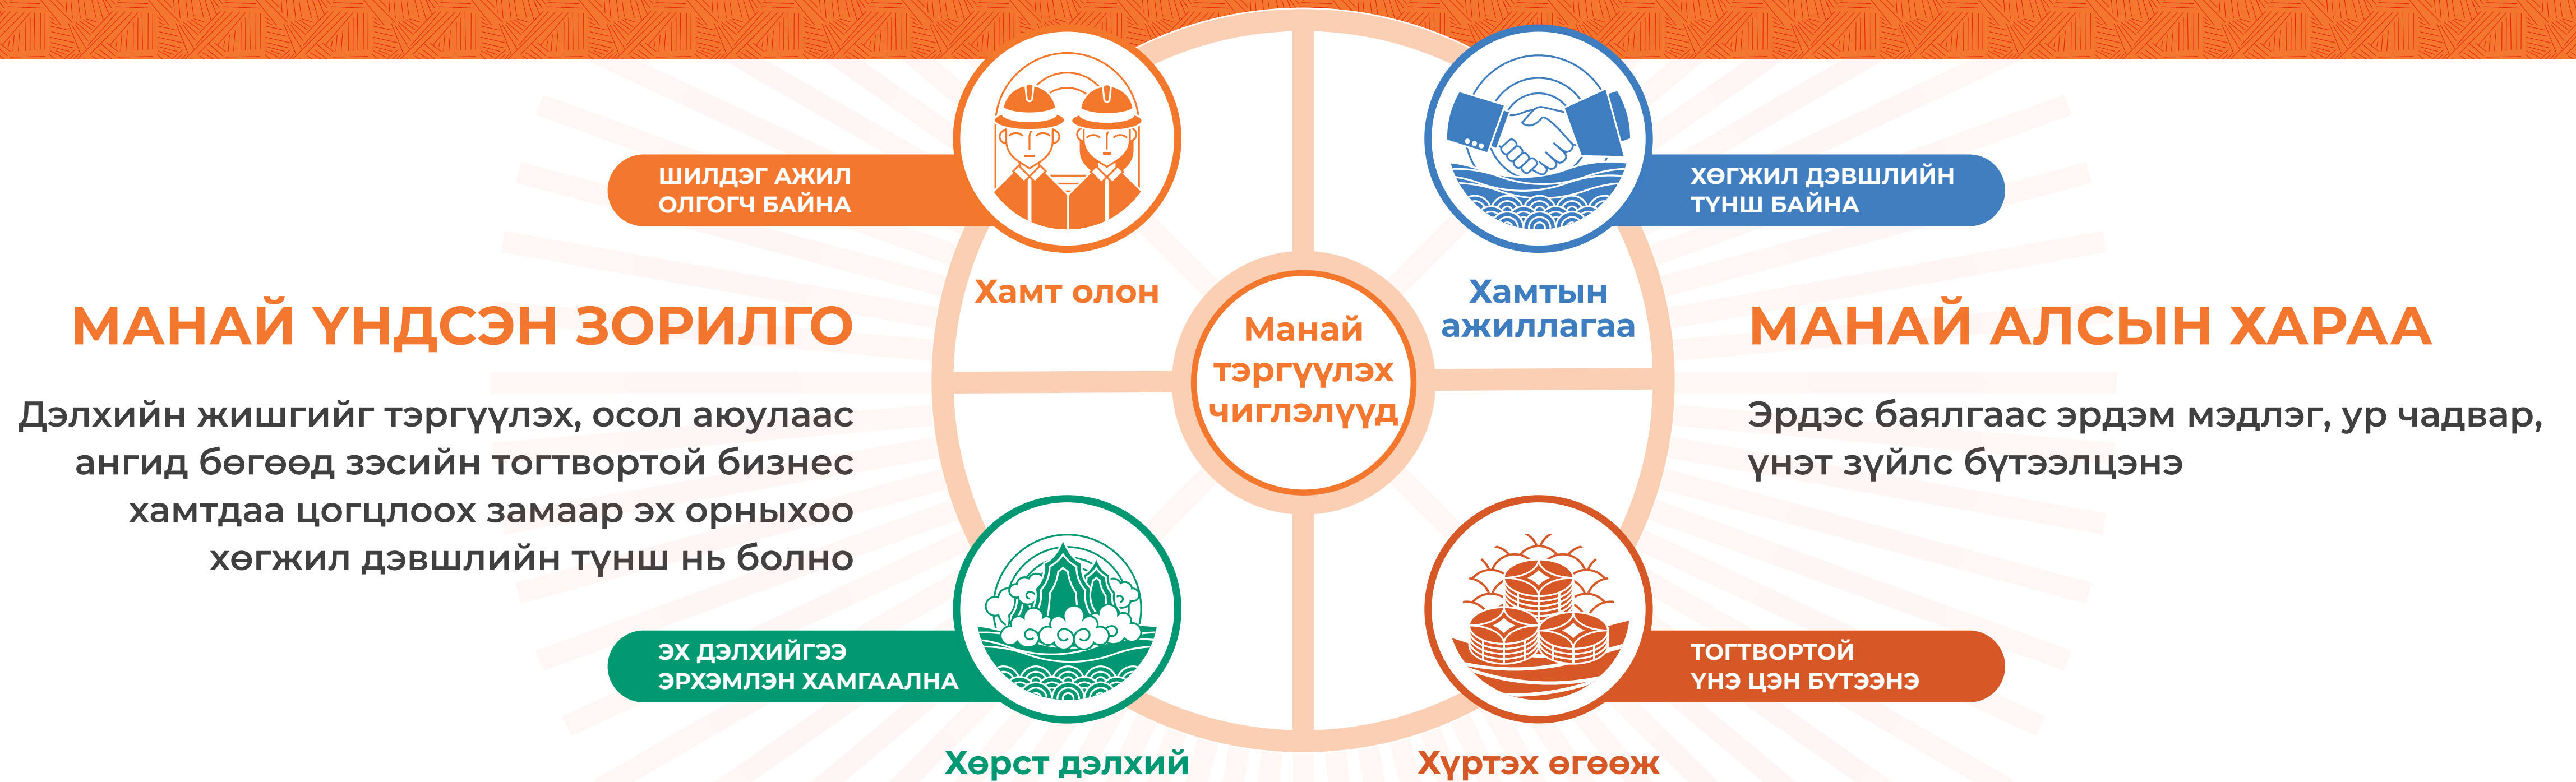 МАНАЙ ҮНДСЭН ЗОРИЛГО
Дэлхийн жишгийг тэргүүлэх, осол аюулаас
ангид бөгөөд зэсийн тогтвортой бизнес
хамтдаа цогцлоох замаар эх орныхоо
хөгжил дэвшлийн түнш нь болно
ШИЛДЭГ АЖИЛ
ОЛГОГЧ БАЙНА
Хамт олон
ХӨГЖИЛ ДЭВШЛИЙН
ТҮНШ БАЙНА
Хамтын
ажиллагаа
Манай
тэргүүлэх
чиглэлүүд
ЭХ ДЭЛХИЙГЭЭ
ЭРХЭМЛЭН ХАМГААЛНА
Хөрст дэлхий
ТОГТВОРТОЙ
ҮНЭ ЦЭН БҮТЭЭНЭ
Хүртэх өгөөж
МАНАЙ АЛСЫН ХАРАА
Эрдэс баялгаас эрдэм мэдлэг, ур чадвар,
үнэт зүйлс бүтээлцэнэ